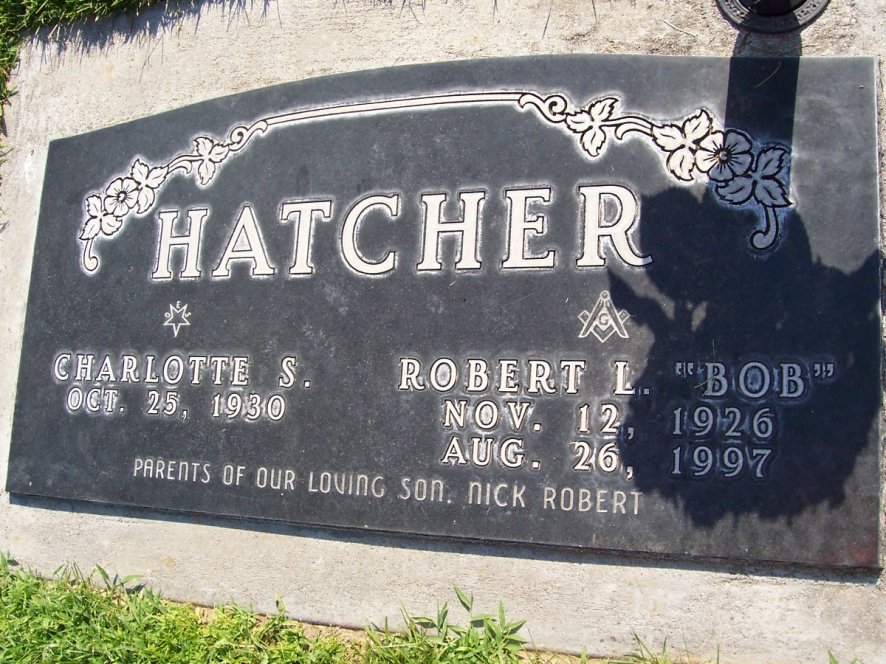 HATCHER
G
CHARLOTTE S.
OCT. 25, 1930
ROBERT L. "BOB"
NOV. 12, 1926
AUG. 26, 1997
PARENTS OF OUR LOVING SON, NICK ROBERT